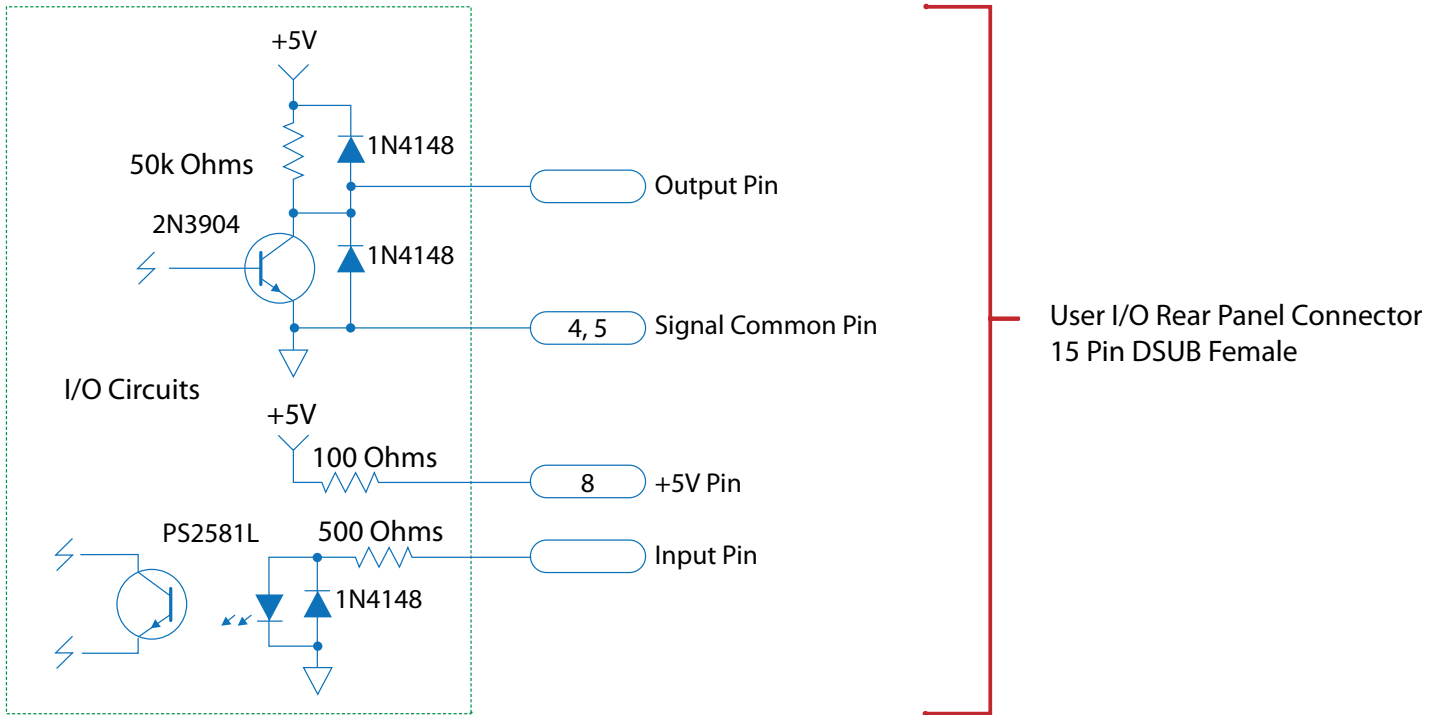 +5V
1N4148
50k Ohms
Output Pin
2N3904
1N4148
4, 5
Signal Common Pin
User I/O Rear Panel Connector
15 Pin DSUB Female
I/O Circuits
+5V
100 Ohms
8
+5V Pin
PS2581L
500 Ohms
Input Pin
1N4148